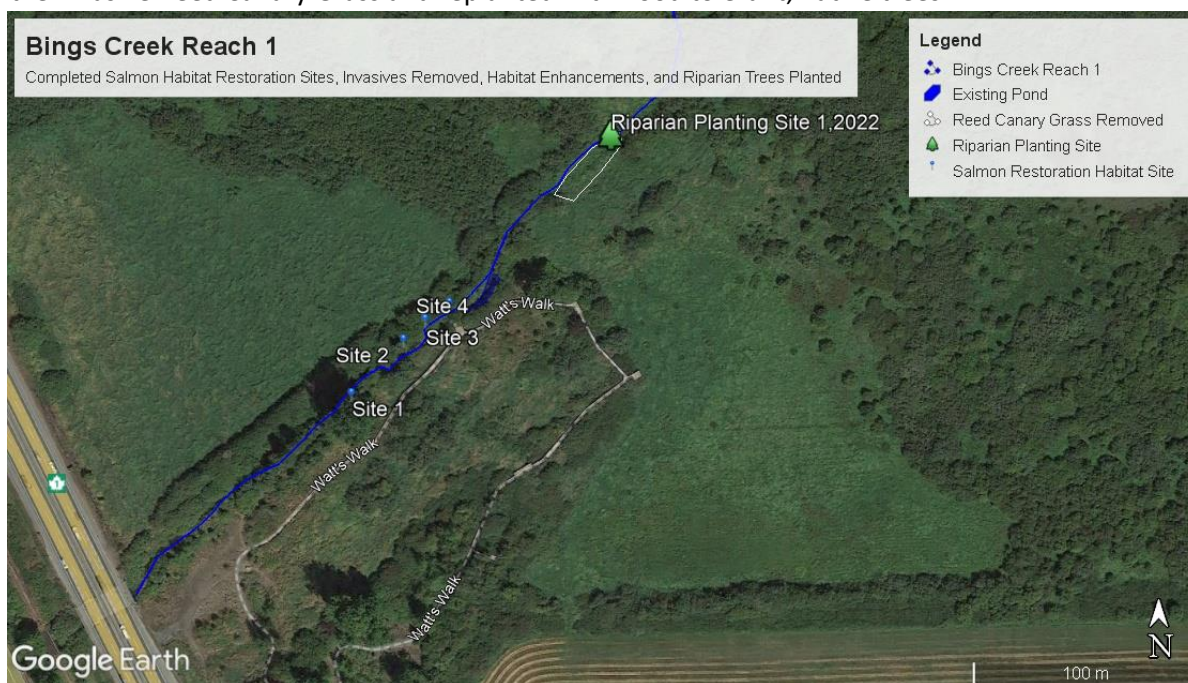 Bings Creek Reach 1
Completed Salmon Habitat Restoration Sites, Invasives Removed, Habitat Enhancements, and Riparian Trees Planted
Legend
Bings Creek Reach 1
Existing Pond
Reed Canary Grass Removed
Riparian Planting Site
Salmon Restoration Habitat Site
Riparian Planting Site 1,2022
Site 4
Watt's Walk
Site 3
Site 2
Site 1
Watt's Walk
1
Watt's Walk
Google Earth
N
100 m